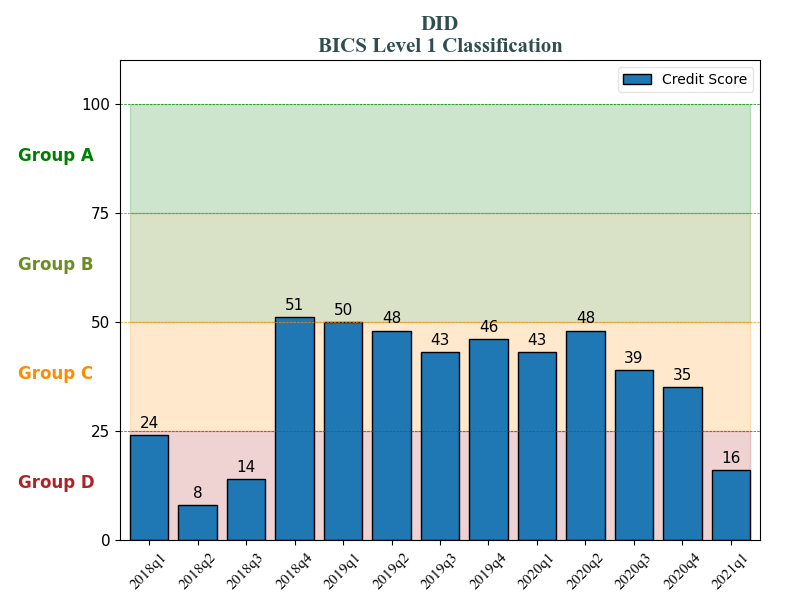 DID
BICS Level 1 Classification
Credit Score
100
Group A
75
Group B
50
Group C
25
Group D
0
24
8
14
51
50
48
43
46
43
48
39
35
16
2018q1
2018q2
2018q3
2018q4
2019q1
2019q2
2019q3
2019q4
2020q1
2020q2
2020q3
2020q4
2021q1